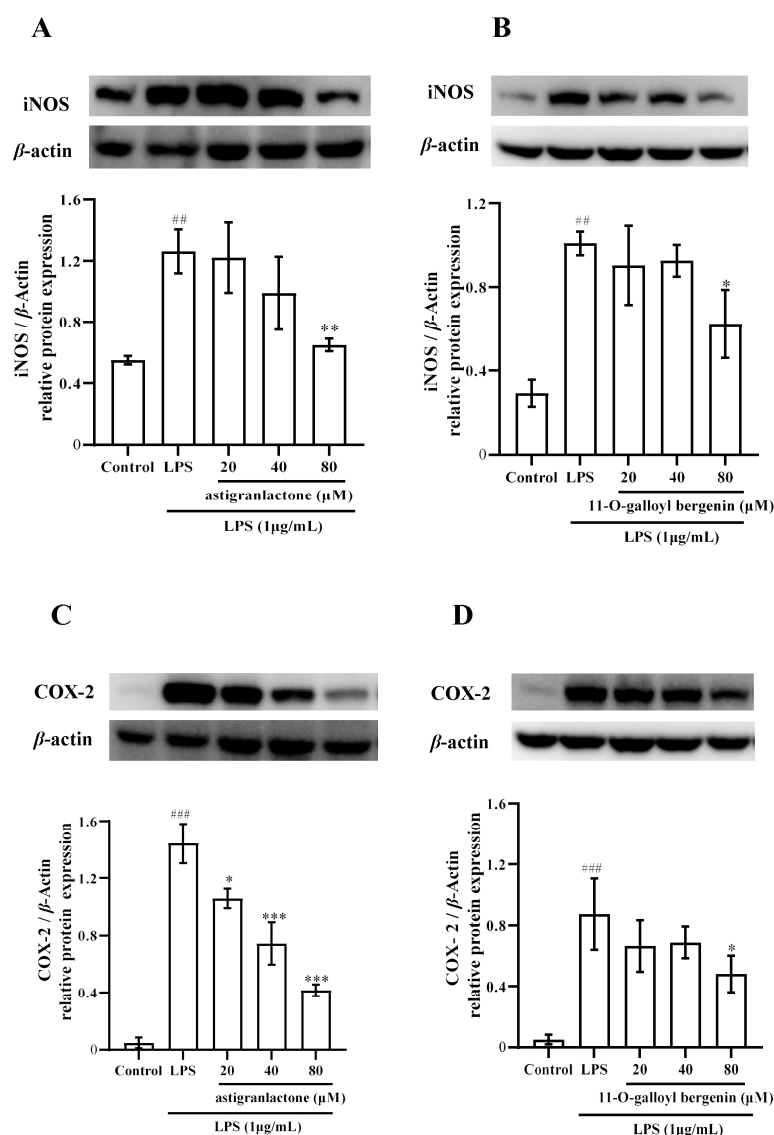 A
iNOS
β-actin
iNOS / β-Actin
relative protein expression
1.6
1.2
0.8
0.4
0
##
**
Control LPS 20 40 80
astigranlactone (μM)
LPS (1μg/mL)
B
iNOS
β-actin
iNOS / β-Actin
relative protein expression
1.2
0.8
0.4
0
##
*
Control LPS 20 40 80
11-O-galloyl bergenin (μM)
LPS (1μg/mL)
C
COX-2
β-actin
COX-2 / β-Actin
relative protein expression
1.6
1.2
0.8
0.4
0
###
*
***
***
Control LPS 20 40 80
astigranlactone (μM)
LPS (1μg/mL)
D
COX-2
β-actin
COX- 2 / β-Actin
relative protein expression
1.6
1.2
0.8
0.4
0
###
*
Control LPS 20 40 80
11-O-galloyl bergenin (μM)
LPS (1μg/mL)